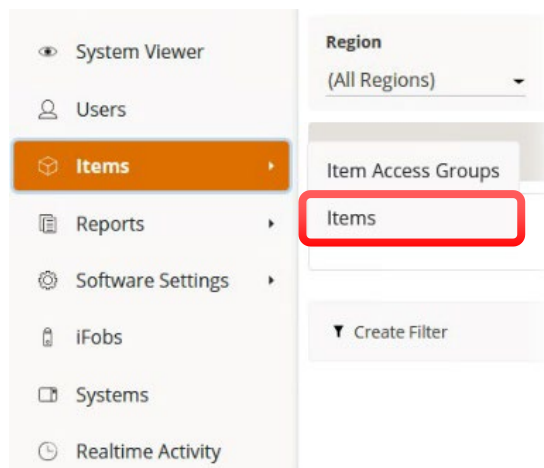 System Viewer
Users
Items
Reports
Software Settings
iFobs
Systems
Realtime Activity
Region
(All Regions)
Item Access Groups
Items
Create Filter